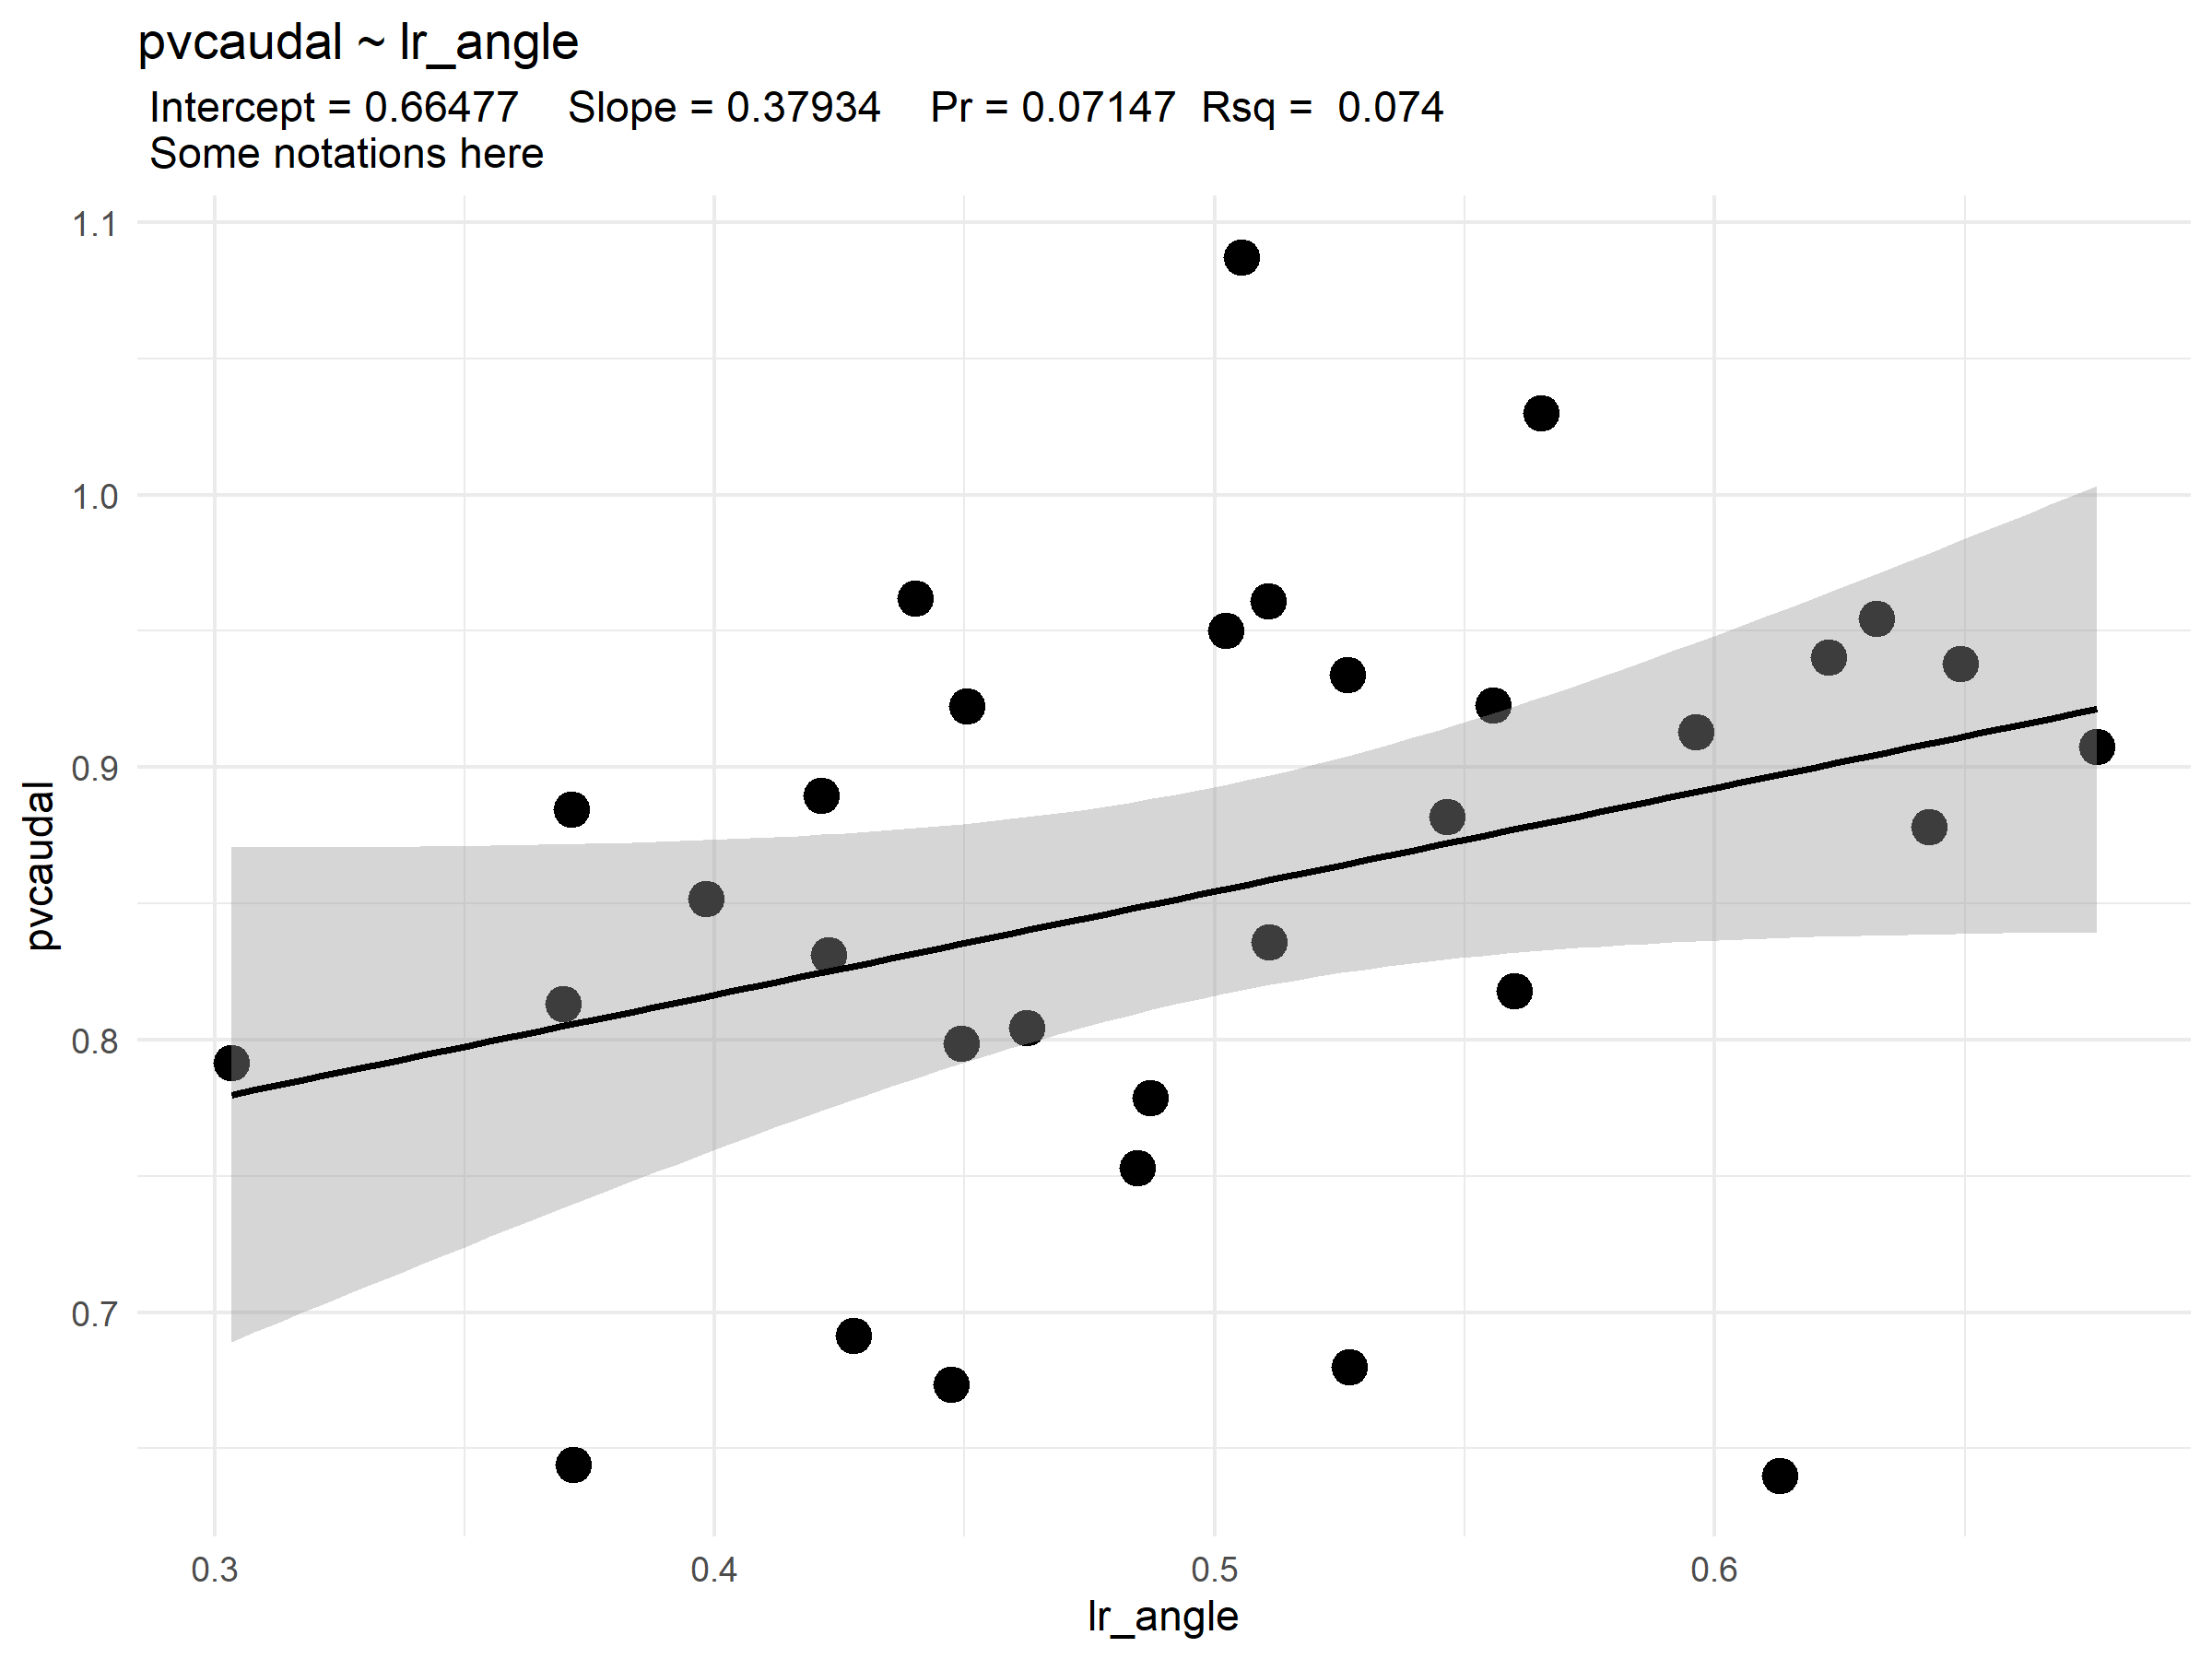 pvcaudal ~ lr_angle
Intercept = 0.66477 Slope = 0.37934 Pr = 0.07147 Rsq = 0.074
Some notations here
1.1
1.0
0.9
0.8
0.7
pvcaudal
0.3 0.4 0.5 0.6
lr_angle